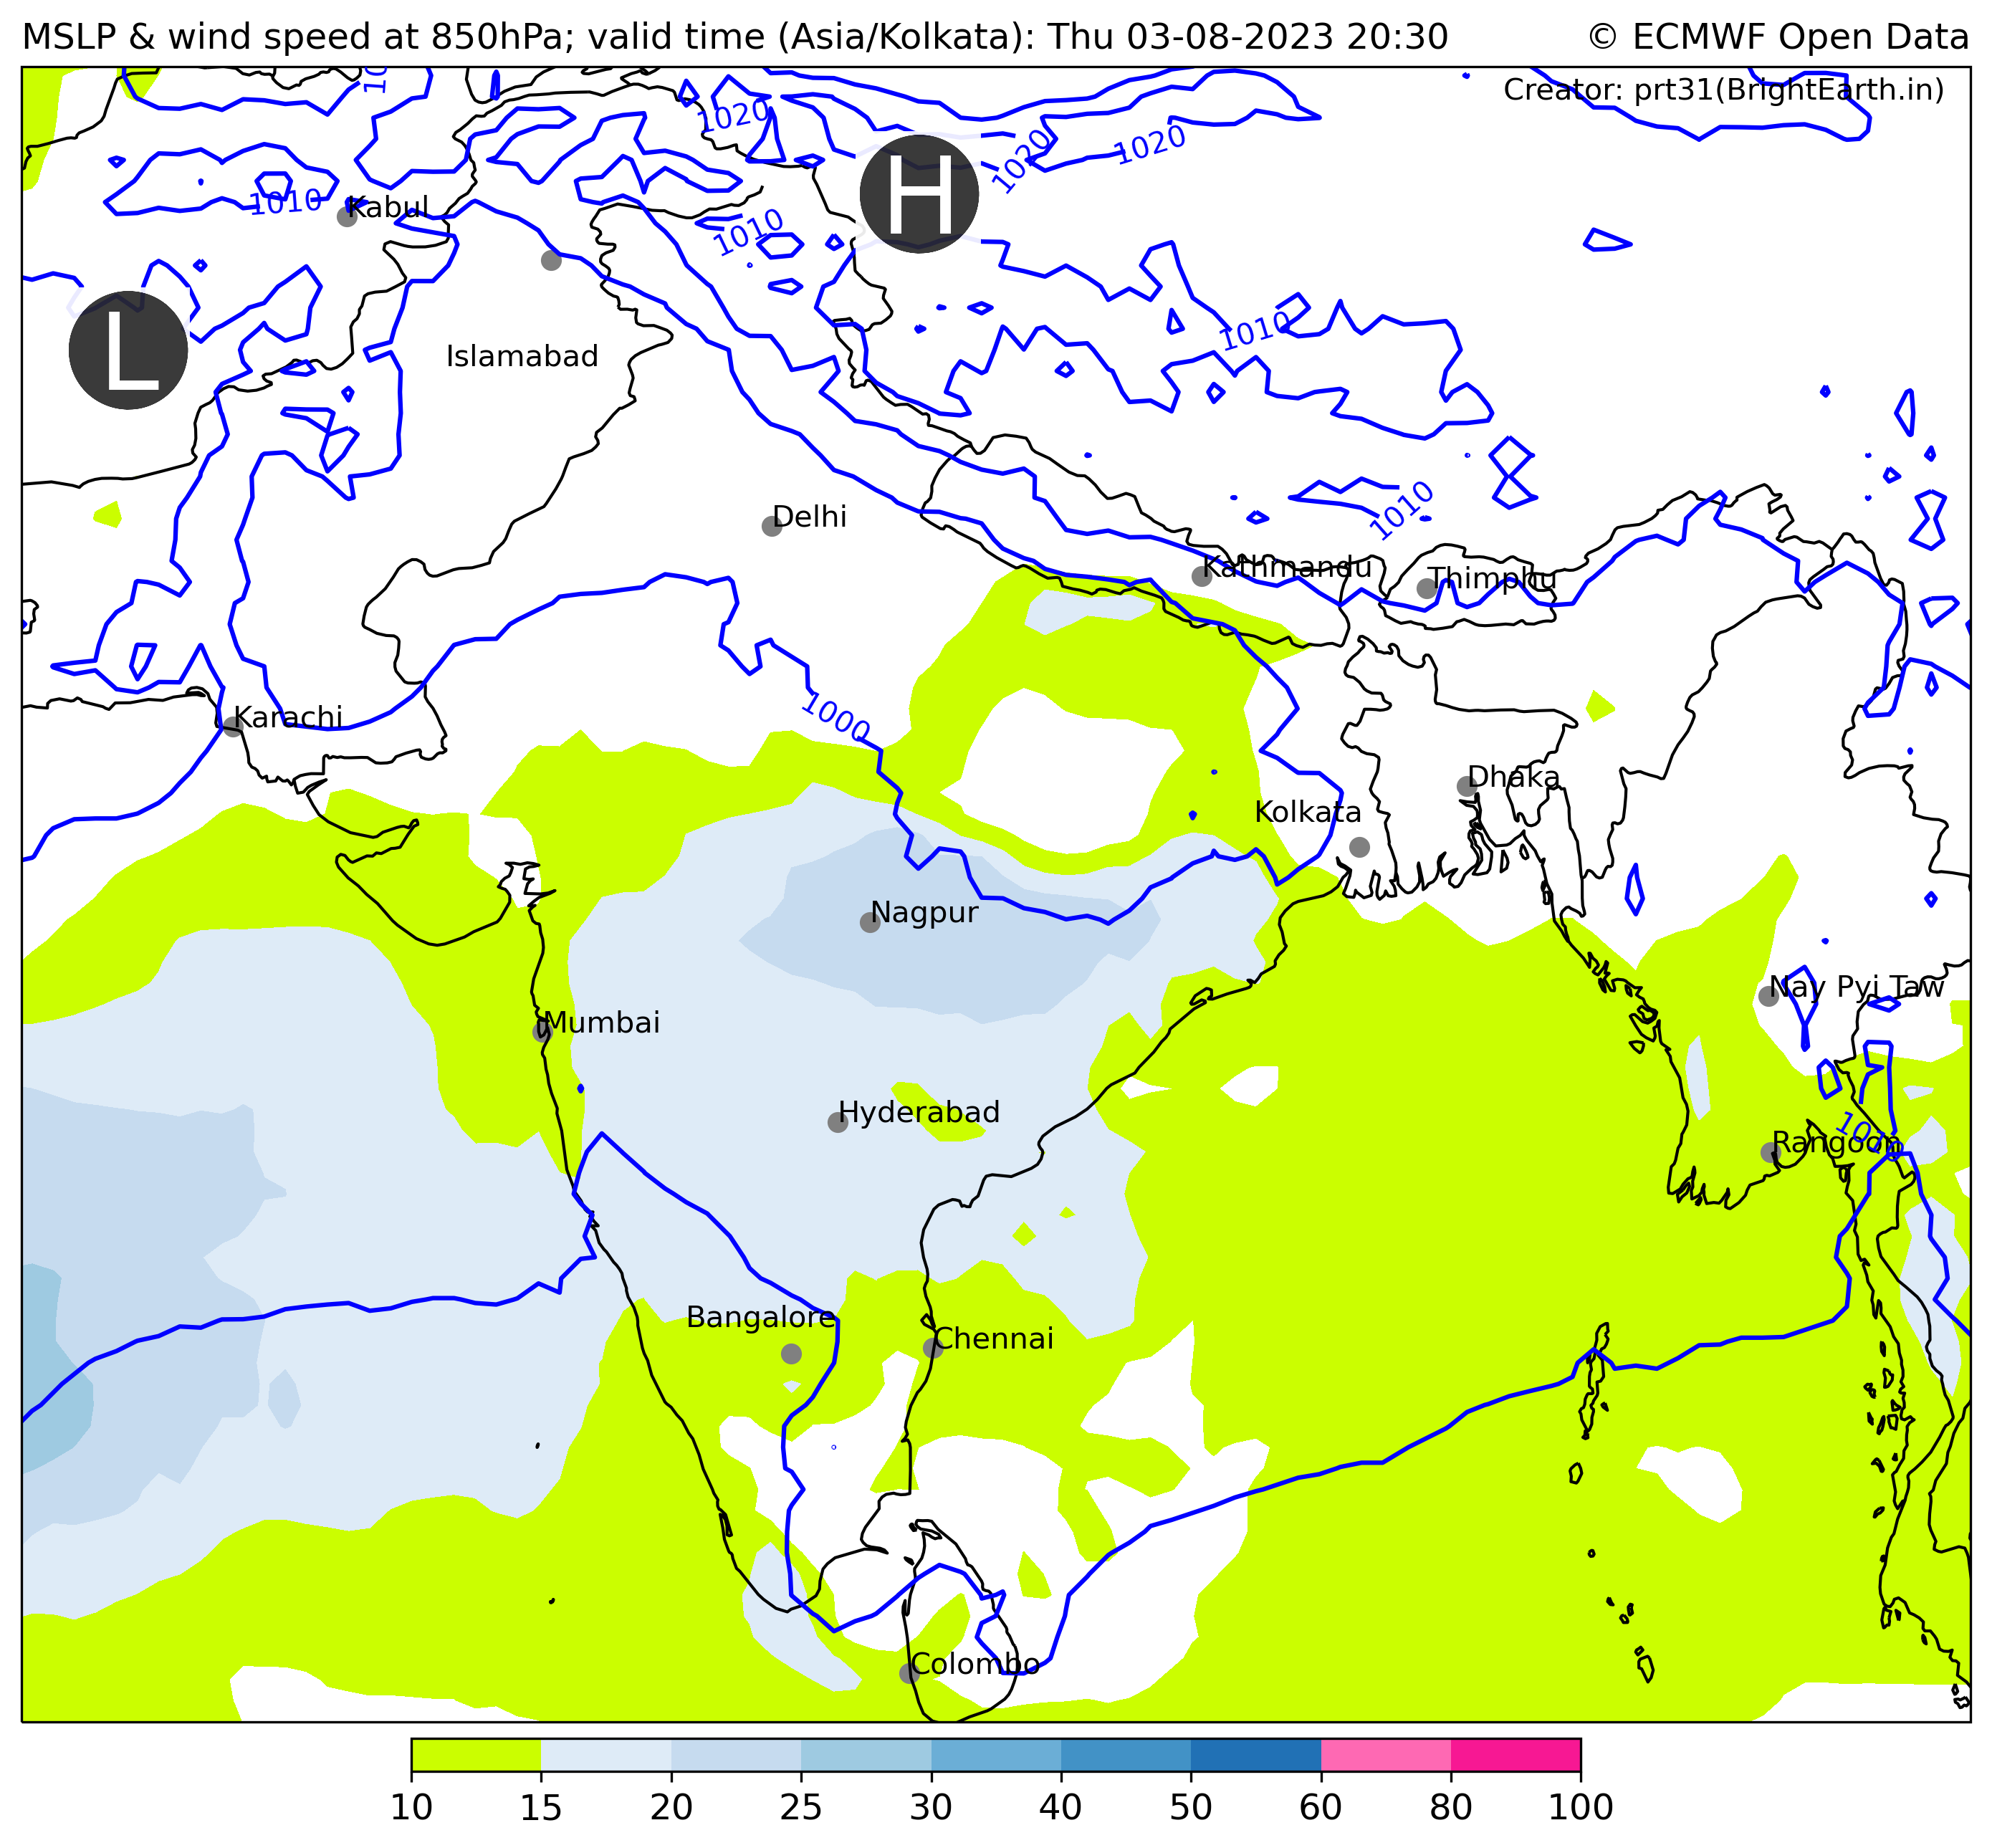 MSLP & wind speed at 850hPa; valid time (Asia/Kolkata): Thu 03-08-2023 20:30
© ECMWF Open Data
Creator: prt31(BrightEarth.in)
10
1020
1020
1020
H
1010
Kabul
1010
L
1010
Islamabad
1010
Delhi
Kathmandu
Thimphu
Karachi
1000
Dhaka
Kolkata
Nagpur
Nay Pyi Taw
Mumbai
Hyderabad
1010
Rangoon
Bangalore
Chennai
Colombo
10 15 20 25 30 40 50 60 80 100